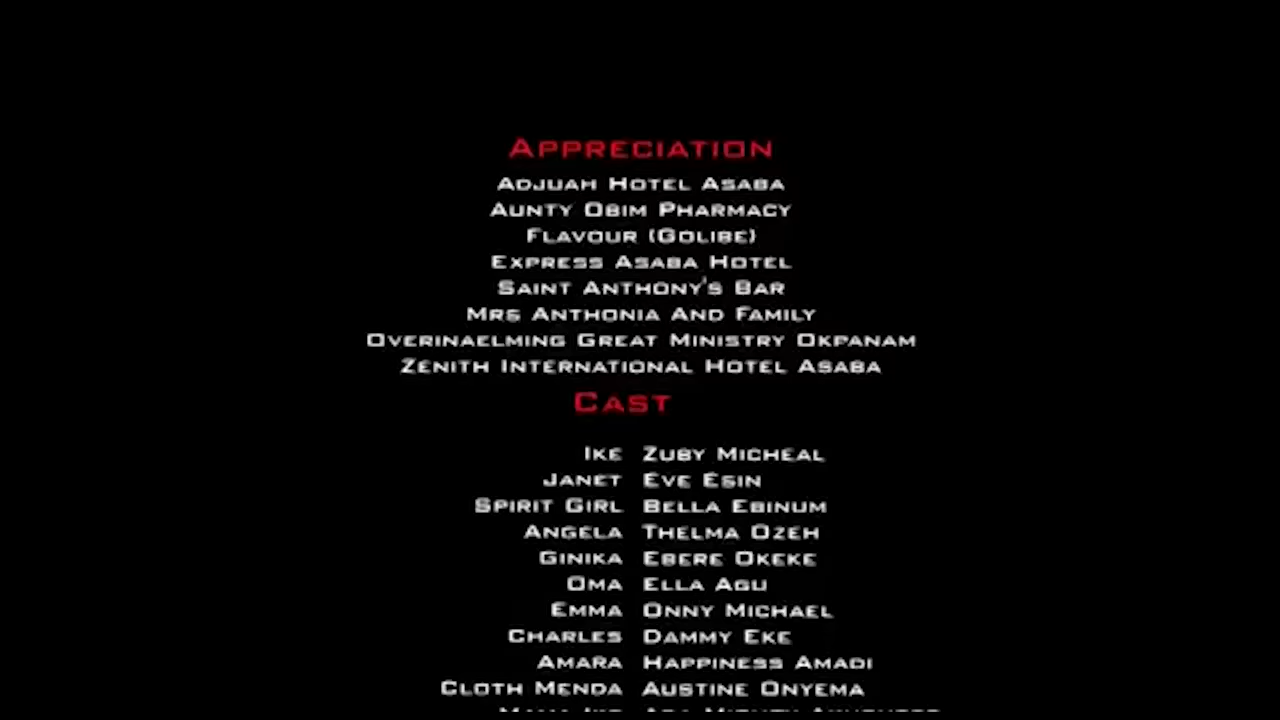 Appreciation
Adjuah Hotel Asaba
Aunty Obim Pharmacy
Flavour (Golibe)
Express Asaba Hotel
Saint Anthony's Bar
Mrs Anthonia And Family
Overinaelming Great Ministry Okpanam
Zenith International Hotel Asaba
Cast
Ike Zuby Micheal
Janet Eve Esin
Spirit Girl Bella Ebinum
Angela Thelma Ozeh
Ginika Ebere Okeke
Oma Ella Agu
Emma Onny Michael
Charles Dammy Eke
Amara Happiness Amadi
Cloth Menda Austine Onyema